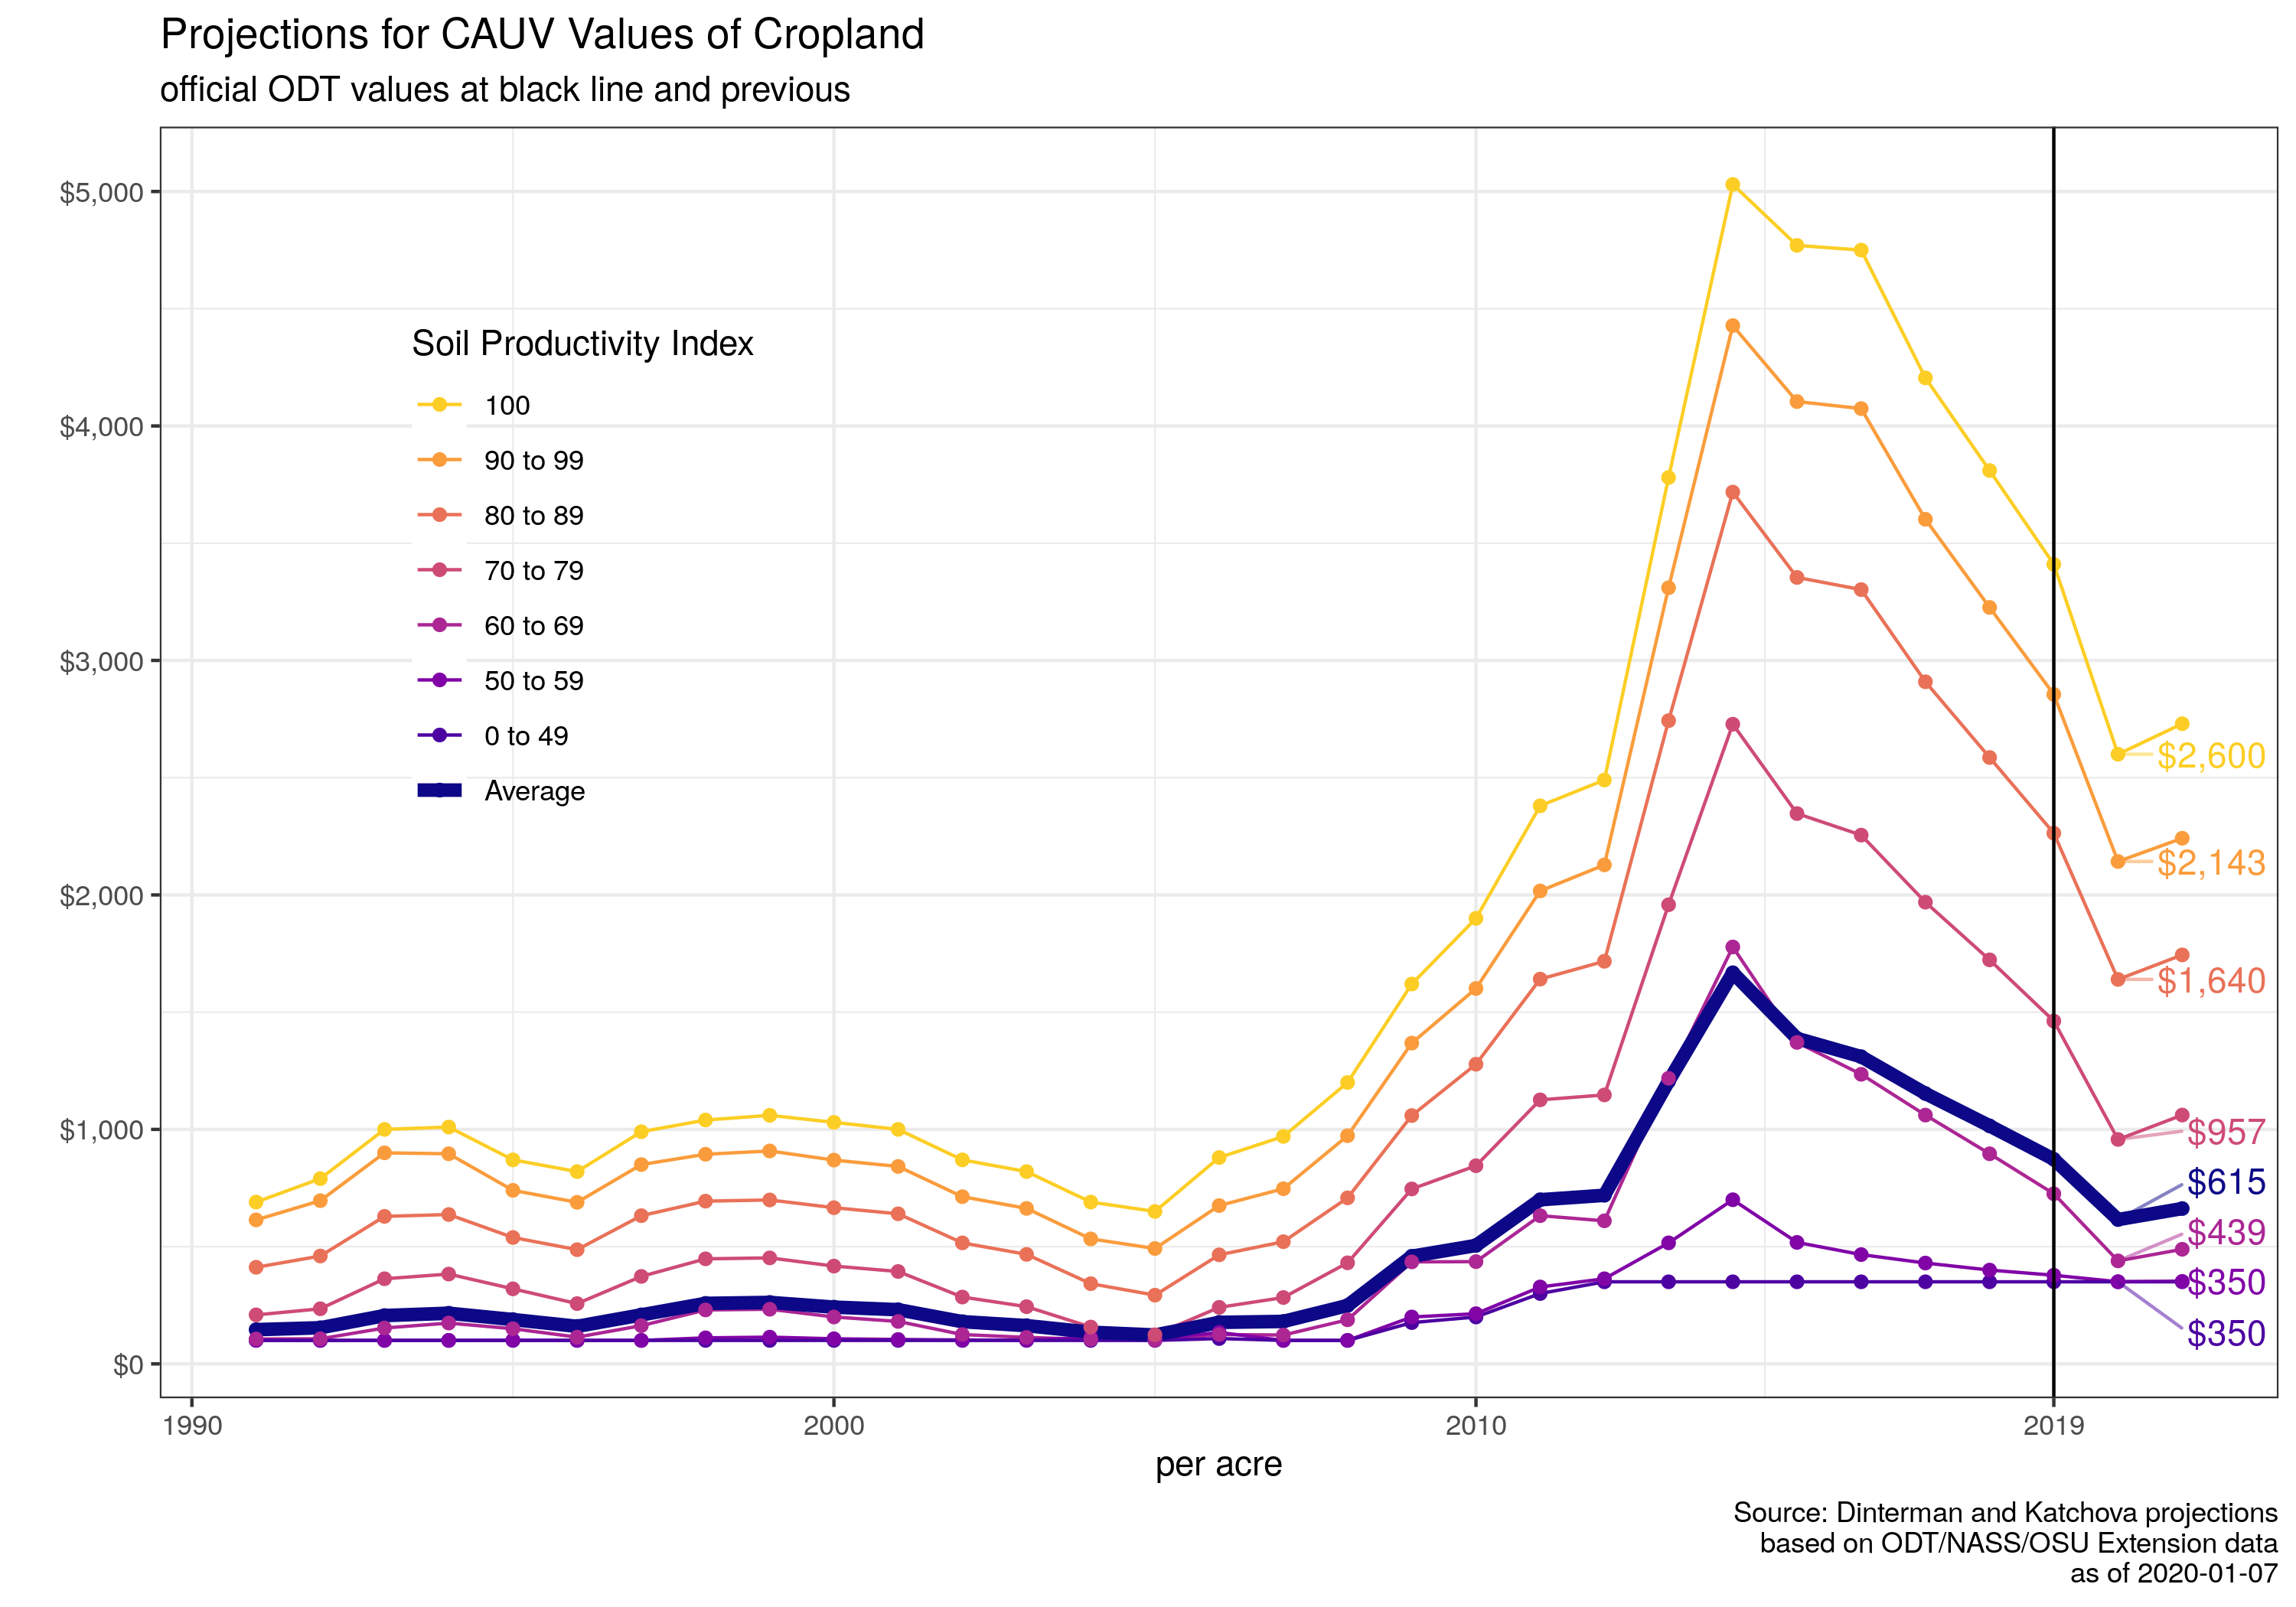 Projections for CAUV Values of Cropland
official ODT values at black line and previous
$5,000
$4,000
$3,000
$2,000
$1,000
$0
Soil Productivity Index
100
90 to 99
80 to 89
70 to 79
60 to 69
50 to 59
0 to 49
Average
$2,600
$2,143
$1,640
$957
$615
$439
$350
$350
1990
2000
2010
2019
per acre
Source: Dinterman and Katchova projections
based on ODT/NASS/OSU Extension data
as of 2020-01-07